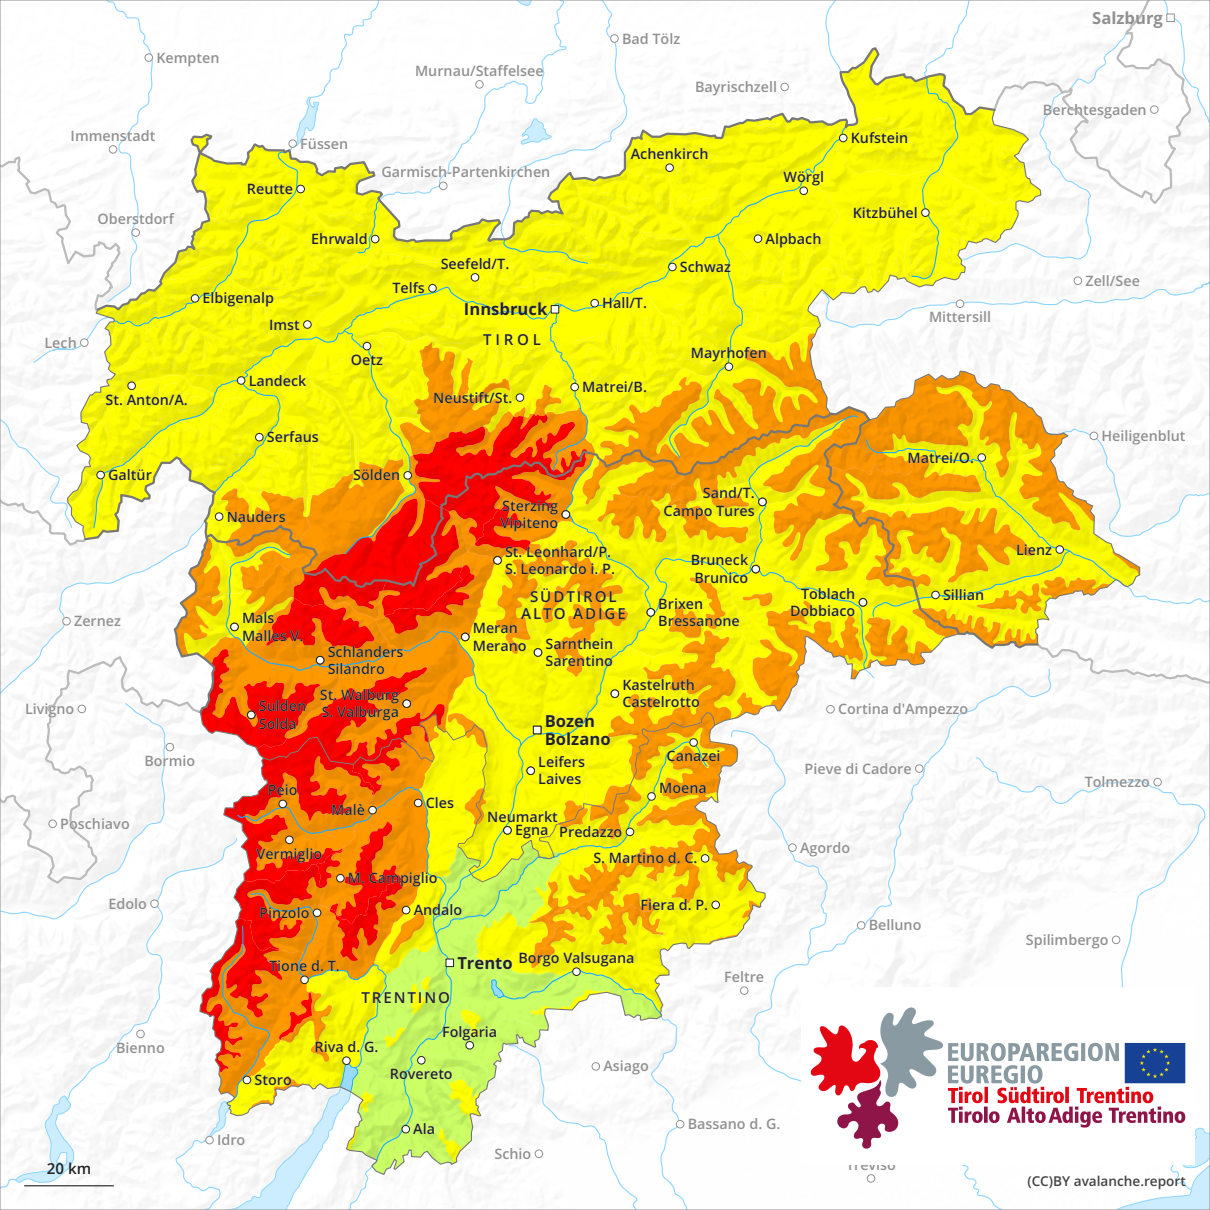 Salzburg
Bad Tölz
Kempten
Murnau/Staffelsee
Bayrischzell
Berchtesgaden
Immenstadt
Füssen
Kufstein
Achenkirch
Garmisch-Partenkirchen
Wörgl
Reutte
Oberstdorf
Kitzbühel
Ehrwald
Alpbach
Seefeld/T.
Schwaz
Zell/See
Telfs
Elbigenalp
Hall/T.
Innsbruck
Mittersill
Imst
TIROL
Lech
Oetz
Mayrhofen
Landeck
Matrei/B.
St. Anton/A.
Neustift/St.
Serfaus
Heiligenblut
Matrei/O.
Galtür
Sölden
Sand/T.
Campo Tures
Sterzing
Vipiteno
Nauders
Lienz
St. Leonhard/P.
S. Leonardo i. P.
Bruneck
Brunico
SÜDTIROL
ALTO ADIGE
Toblach
Dobbiaco
Sillian
Brixen
Bressanone
Zernez
Mals
Malles V.
Meran
Merano
Sarnthein
Sarentino
Schlanders
Silandro
Kastelruth
Castelrotto
St. Walburg
S. Valburga
Livigno
Sulden
Solda
Cortina d'Ampezzo
Bozen
Bolzano
Canazei
Bormio
Leifers
Laives
Pieve di Cadore
Tolmezzo
Peio
Moena
Malè
Cles
Neumarkt
Egna
Predazzo
Poschiavo
Agordo
Vermiglio
S. Martino d. C.
M. Campiglio
Edolo
Pinzolo
Andalo
Fiera d. P.
Belluno
Spilimbergo
Borgo Valsugana
Trento
Tione d. T.
Feltre
TRENTINO
Folgaria
Bienno
Riva d. G.
Asiago
Rovereto
Storo
EUROPAREGION
EUREGIO
Tirol Südtirol Trentino
Tirolo Alto Adige Trentino
Ala
Bassano d. G.
Idro
Schio
Treviso
20 km
(CC)BY avalanche.report